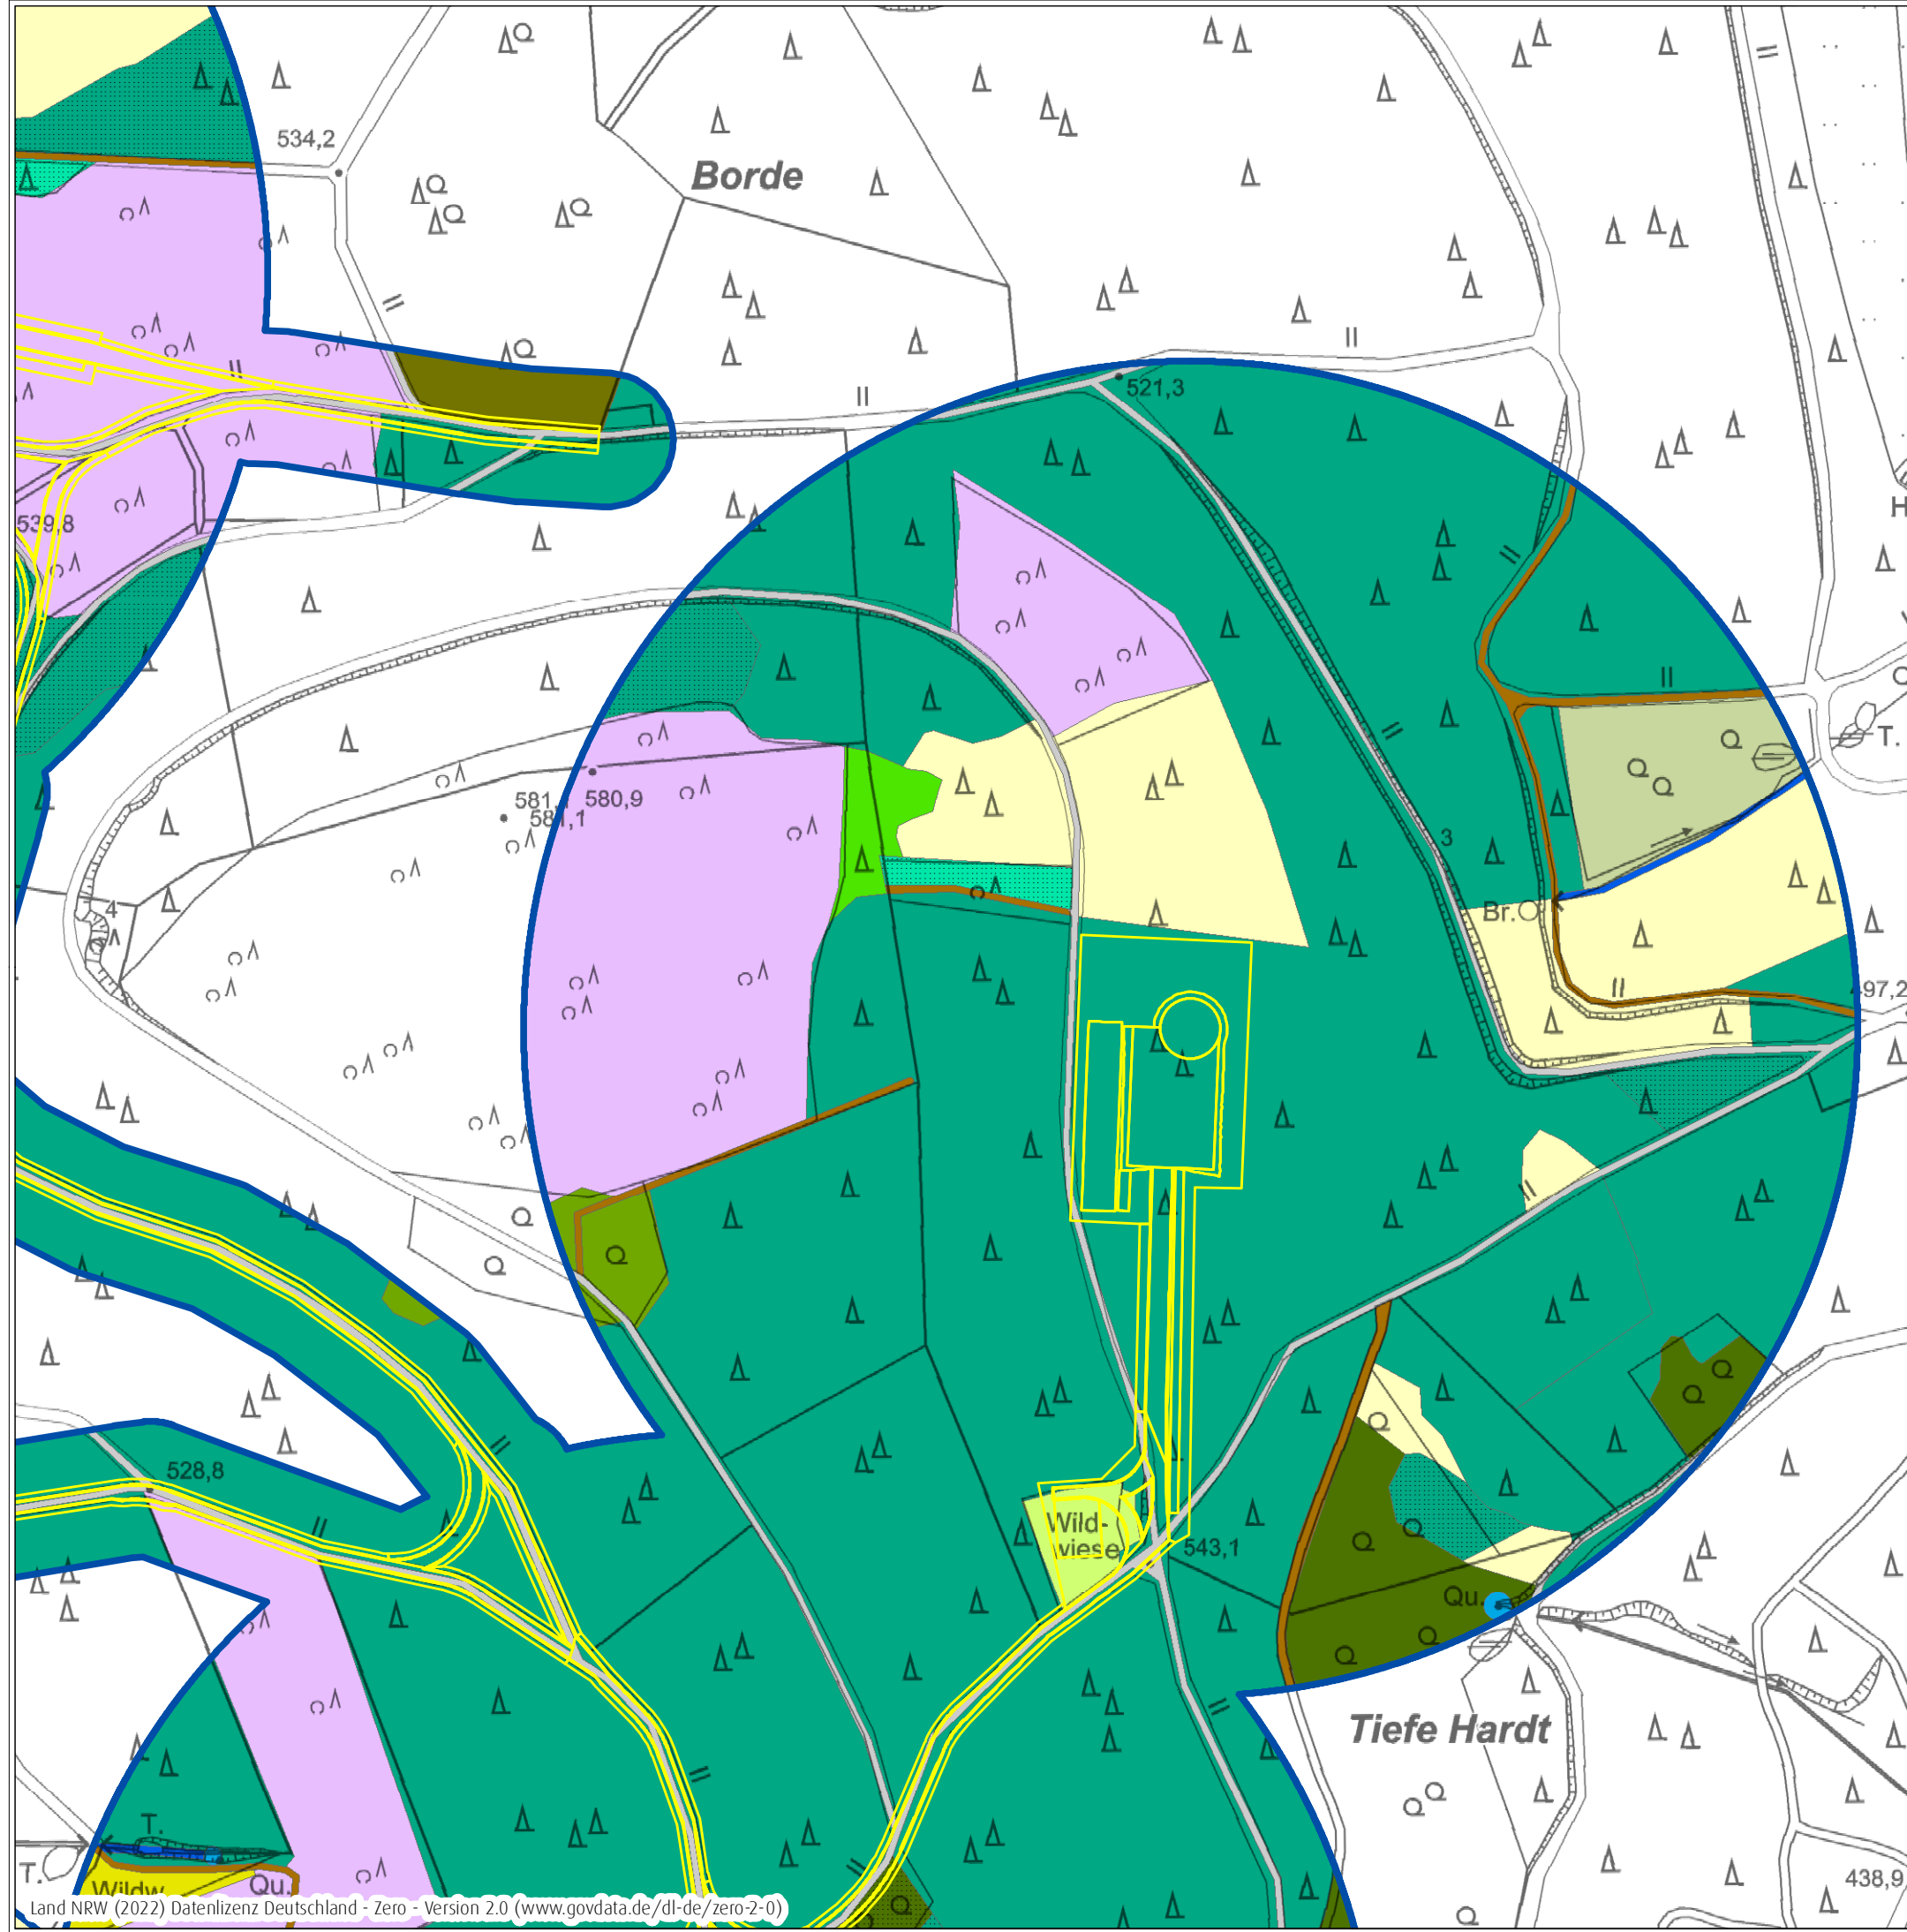 534,2
Borde
521,3
539,8
H
T.
581,1 580,9
581,1
3
Br.
4
497,2
528,8
Wild-
wiese
543,1
Qu.
Tiefe Hardt
T.
T.
Wildw.
Qu.
438,9
Land NRW (2022) Datenlizenz Deutschland - Zero - Version 2.0 (www.govdata.de/dl-de/zero-2-0)